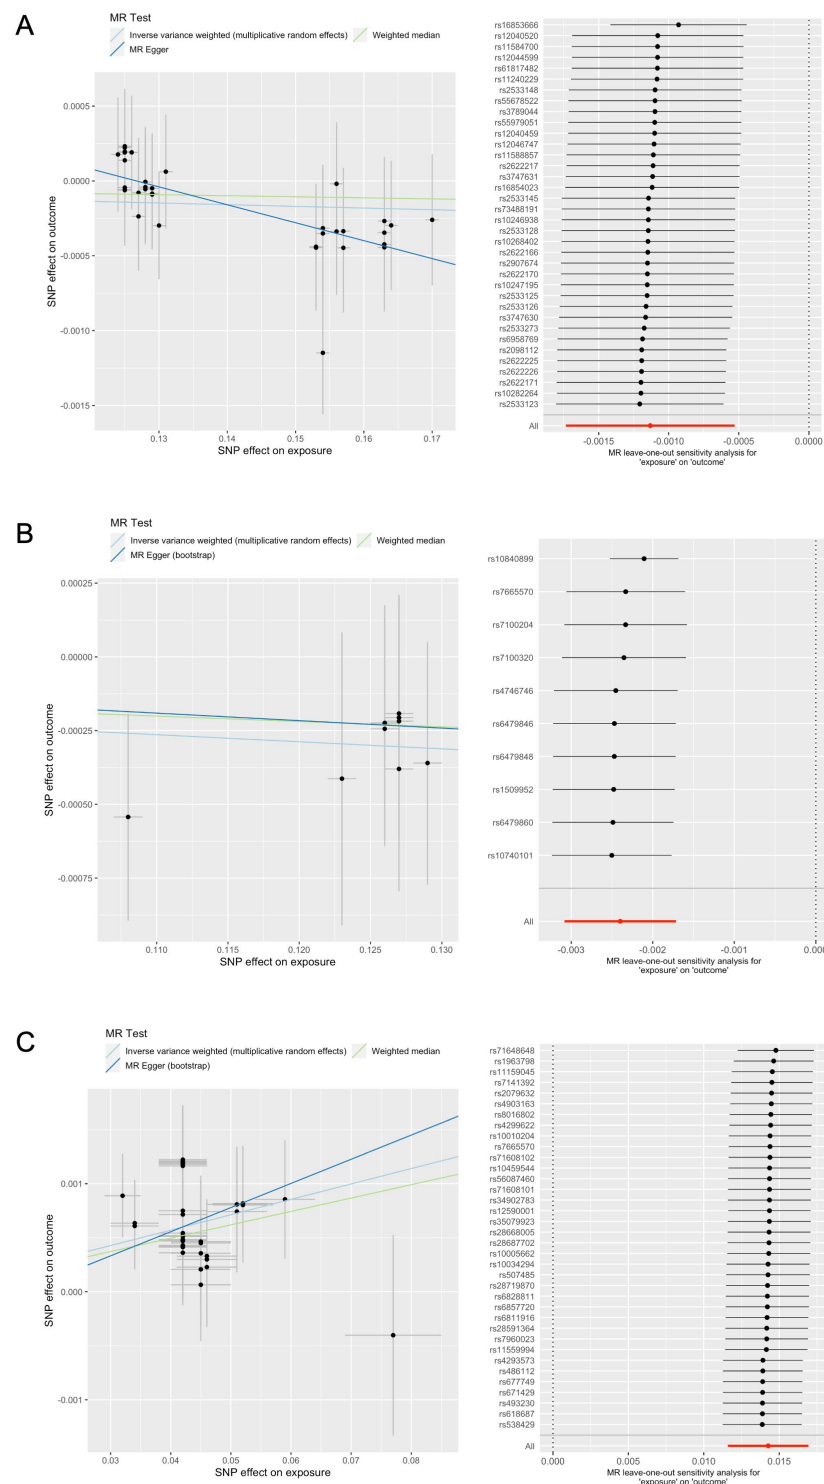 A
MR Test
Inverse variance weighted (multiplicative random effects) Weighted median
MR Egger
SNP effect on outcome
0.0005
0.0000
-0.0005
-0.0010
-0.0015
0.13 0.14 0.15 0.16 0.17
SNP effect on exposure
rs16853666
rs12040520
rs11584700
rs12044599
rs61817482
rs11240229
rs2533148
rs55678522
rs3789044
rs55979051
rs12040459
rs12046747
rs11588857
rs2622217
rs3747631
rs16854023
rs2533145
rs73488191
rs10246938
rs2533128
rs10268402
rs2622166
rs2907674
rs2622170
rs10247195
rs2533125
rs2533126
rs3747630
rs2533273
rs6958769
rs2098112
rs2622225
rs2622226
rs2622171
rs10282264
rs2533123
All
-0.0015 -0.0010 -0.0005 0.0000
MR leave-one-out sensitivity analysis for
'exposure' on 'outcome'
B
MR Test
Inverse variance weighted (multiplicative random effects) Weighted median
MR Egger (bootstrap)
SNP effect on outcome
0.00025
0.00000
-0.00025
-0.00050
-0.00075
0.110 0.115 0.120 0.125 0.130
SNP effect on exposure
rs10840899
rs7665570
rs7100204
rs7100320
rs4746746
rs6479846
rs6479848
rs1509952
rs6479860
rs10740101
All
-0.003 -0.002 -0.001 0.000
MR leave-one-out sensitivity analysis for
'exposure' on 'outcome'
C
MR Test
Inverse variance weighted (multiplicative random effects) Weighted median
MR Egger (bootstrap)
SNP effect on outcome
0.001
0.000
-0.001
0.03 0.04 0.05 0.06 0.07 0.08
SNP effect on exposure
rs71648648
rs1963798
rs11159045
rs7141392
rs2079632
rs4903163
rs8016802
rs4299622
rs10010204
rs7665570
rs71608102
rs10459544
rs56087460
rs71608101
rs34902783
rs12590001
rs35079923
rs28668005
rs28687702
rs10005662
rs10034294
rs507485
rs28719870
rs6828811
rs6857720
rs6811916
rs28591364
rs7960023
rs11559994
rs4293573
rs486112
rs677749
rs671429
rs493230
rs618687
rs538429
All
0.000 0.005 0.010 0.015
MR leave-one-out sensitivity analysis for
'exposure' on 'outcome'